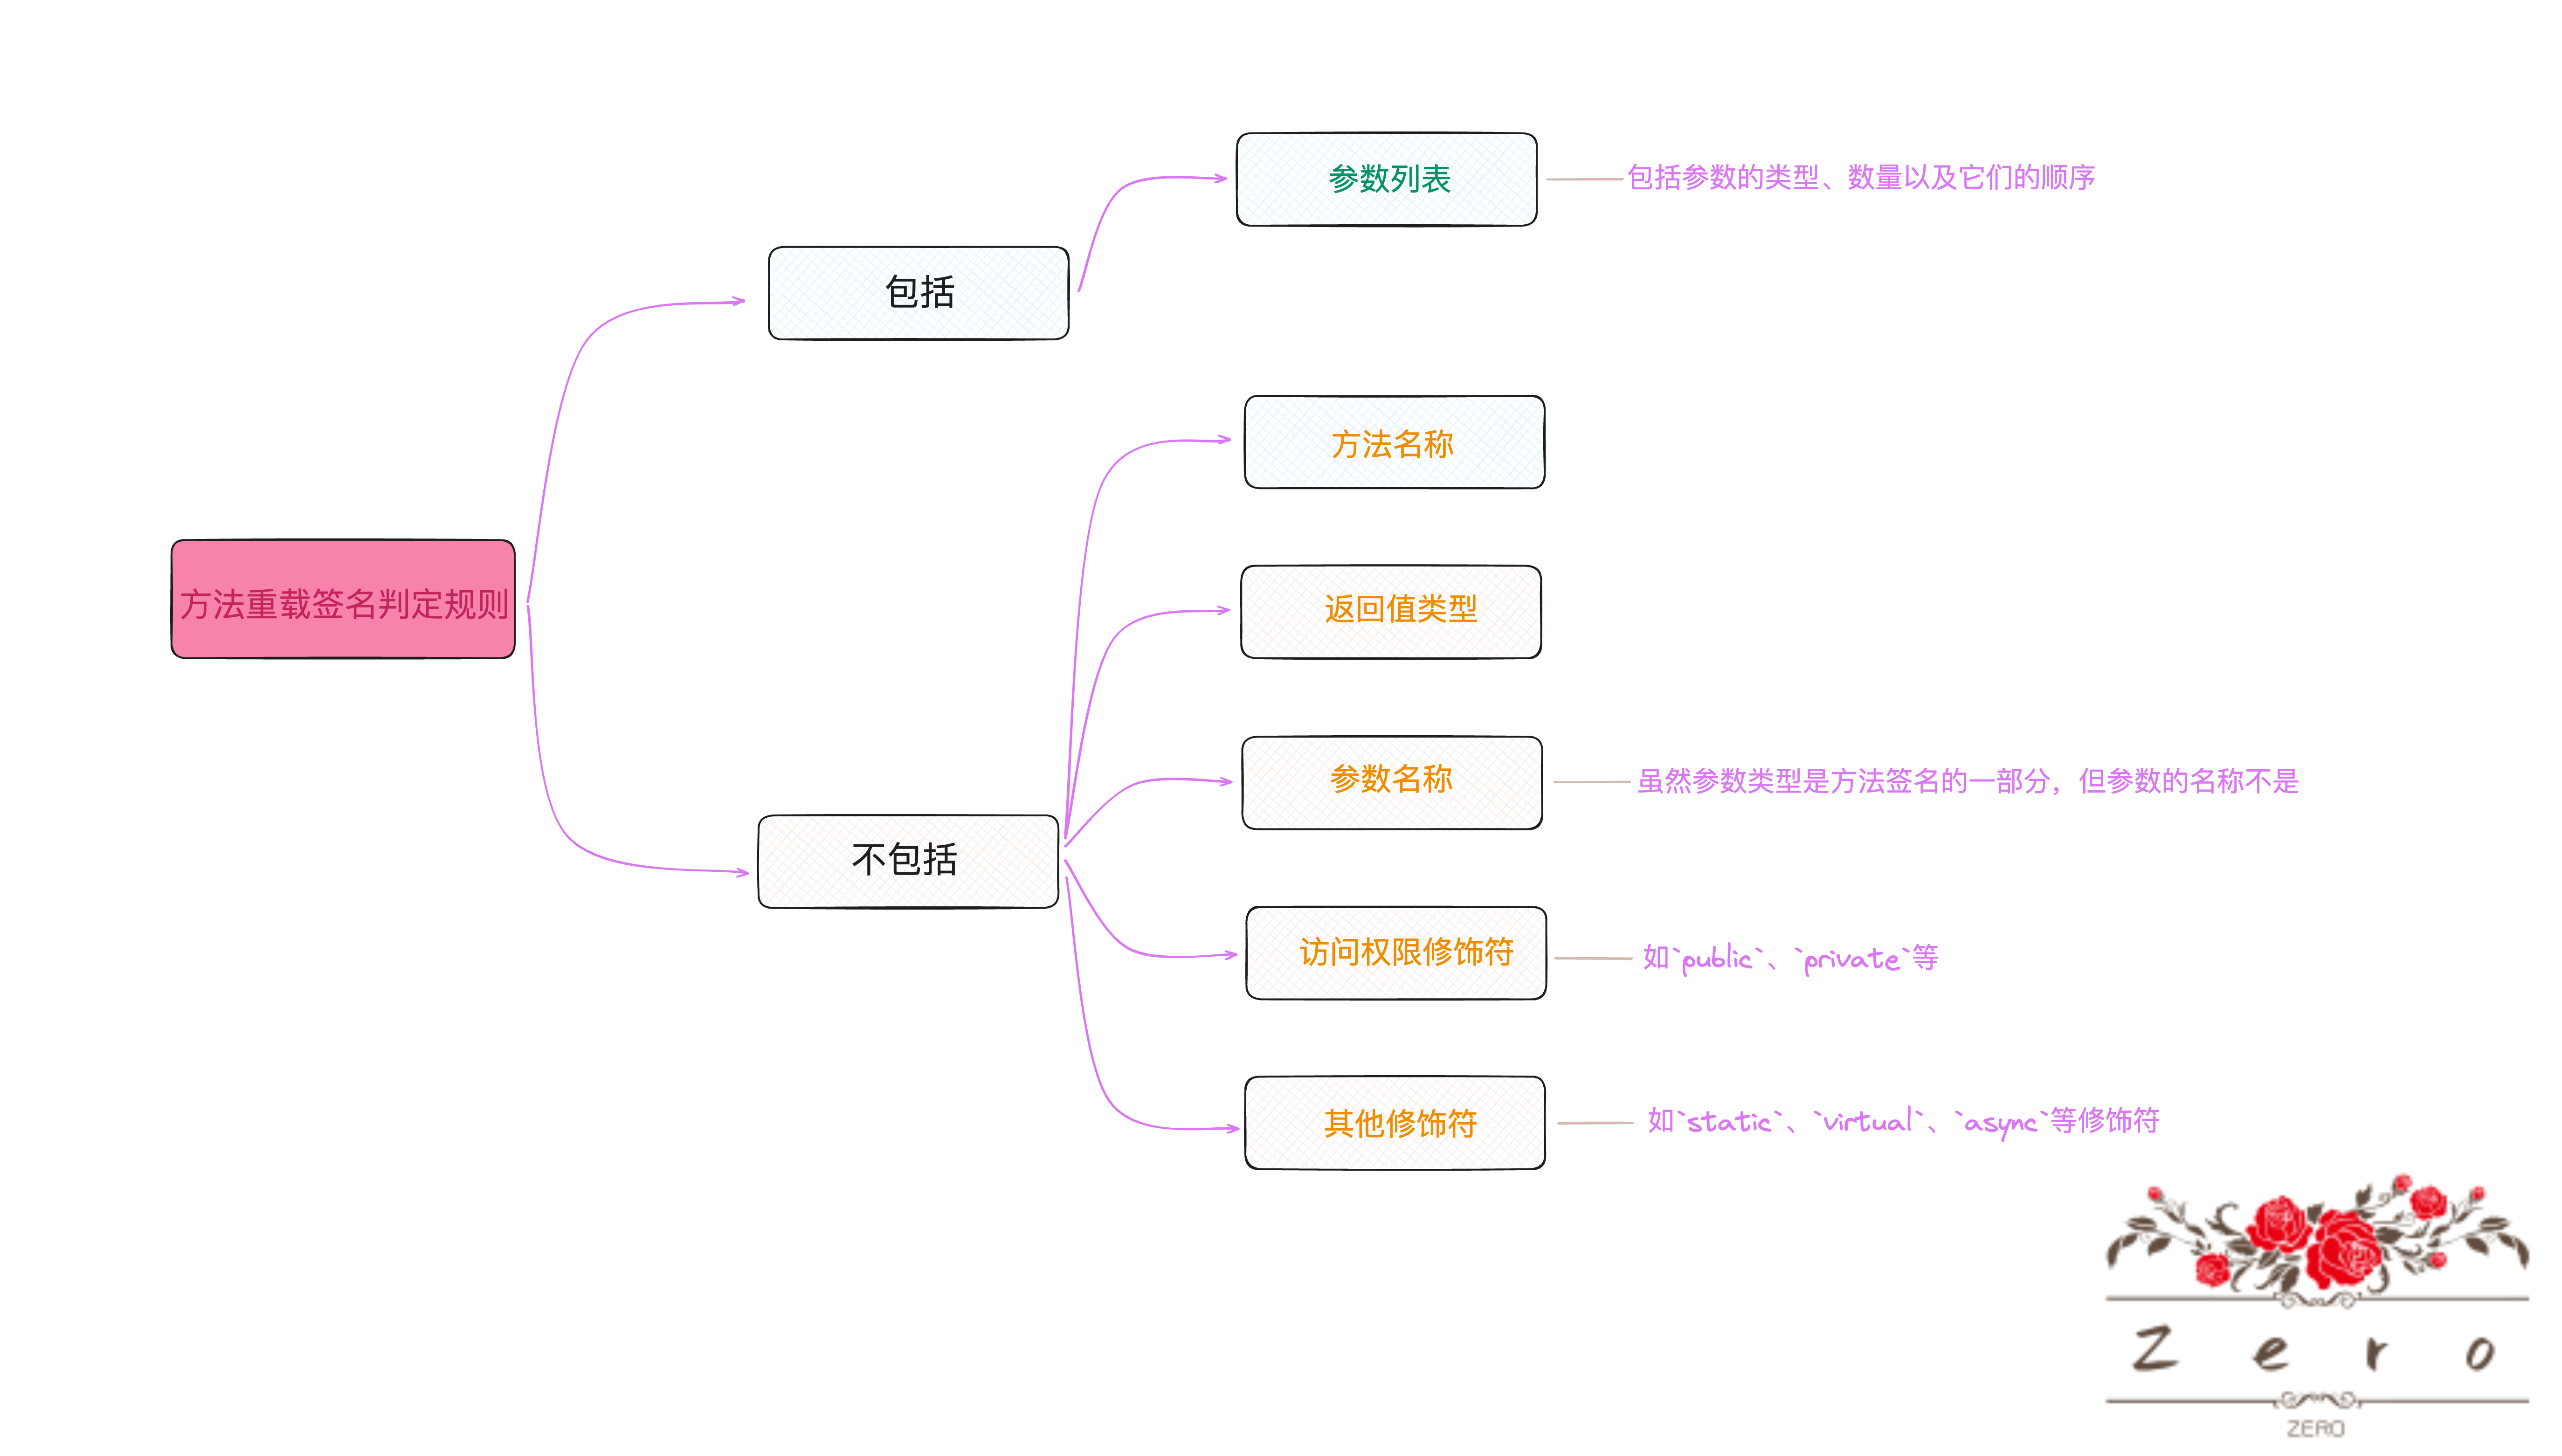 方法重载签名判定规则
包括
参数列表
包括参数的类型、数量以及它们的顺序
不包括
方法名称
返回值类型
参数名称
虽然参数类型是方法签名的一部分，但参数的名称不是
访问权限修饰符
如`public`、`private`等
其他修饰符
如`static`、`virtual`、`async`等修饰符
Zero
ZERO